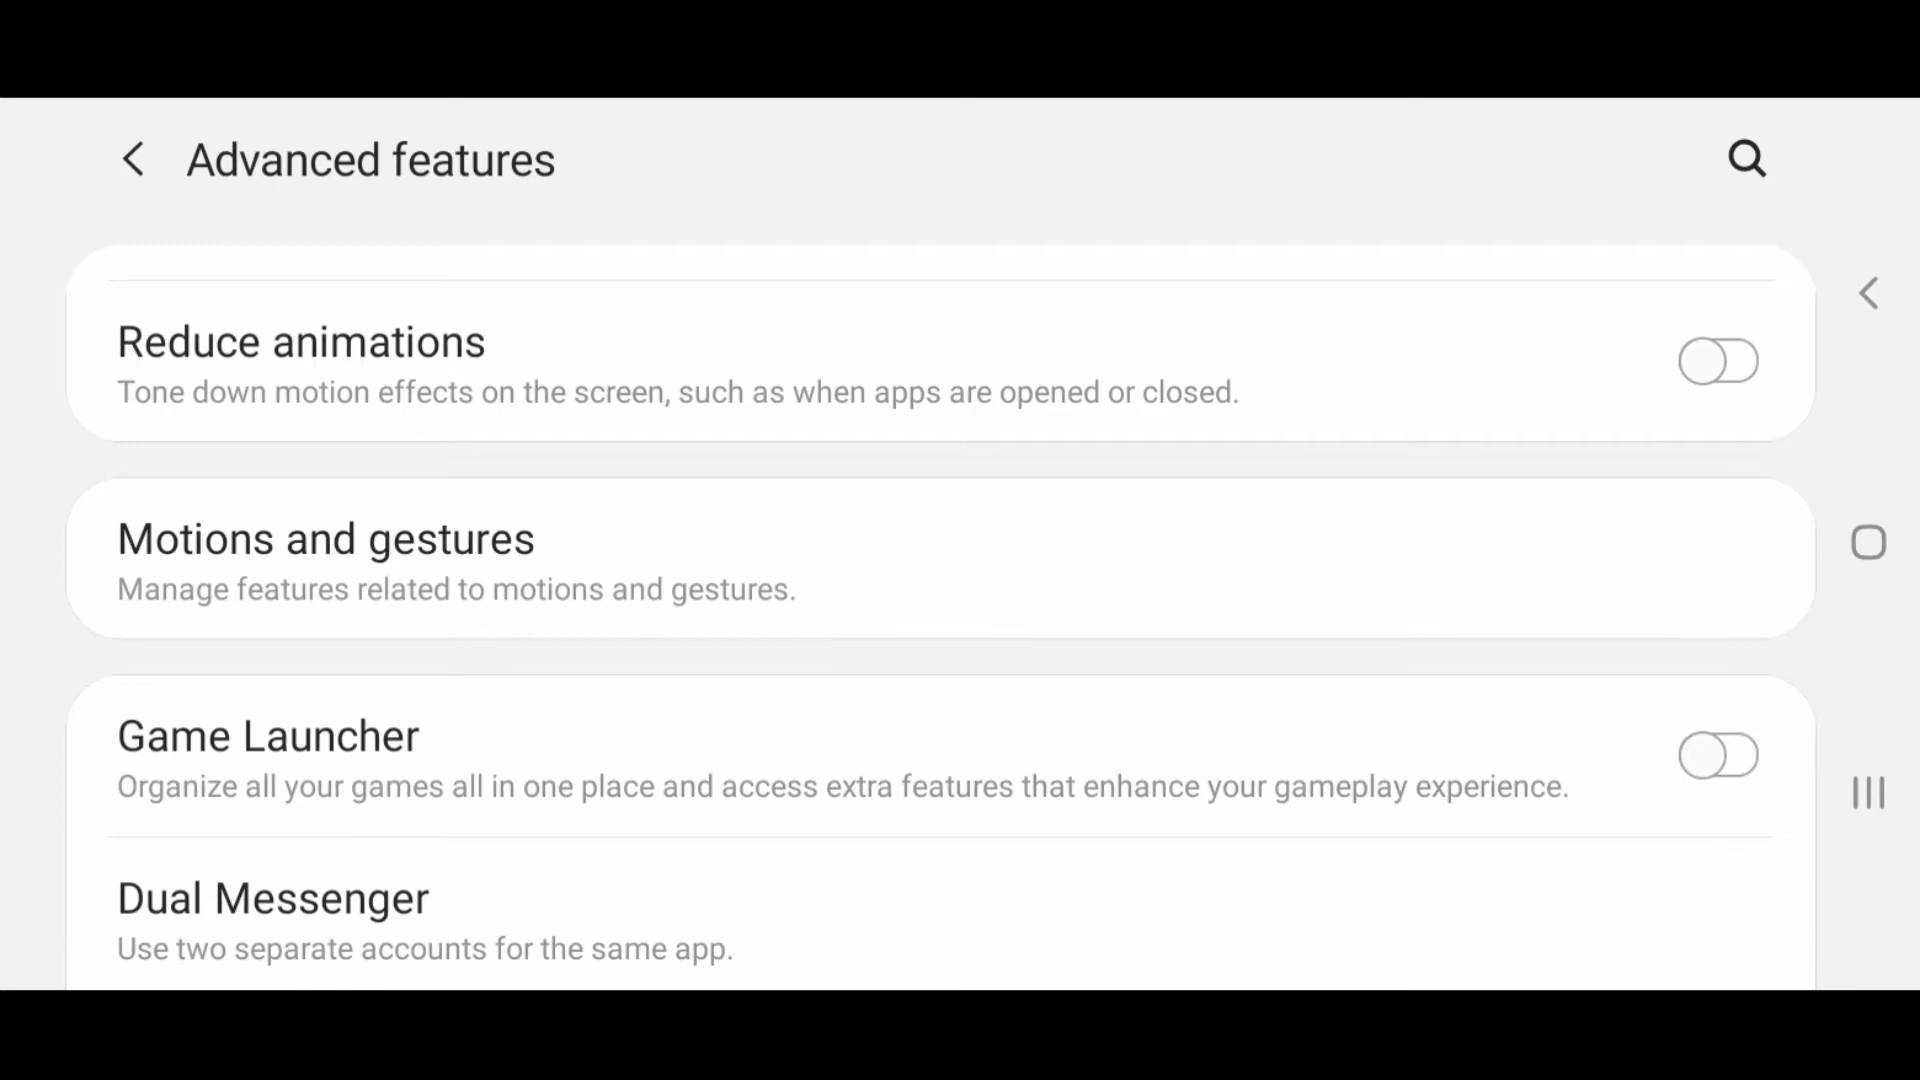 Advanced features
Reduce animations
Tone down motion effects on the screen, such as when apps are opened or closed.
Motions and gestures
Manage features related to motions and gestures.
Game Launcher
Organize all your games all in one place and access extra features that enhance your gameplay experience.
Dual Messenger
Use two separate accounts for the same app.